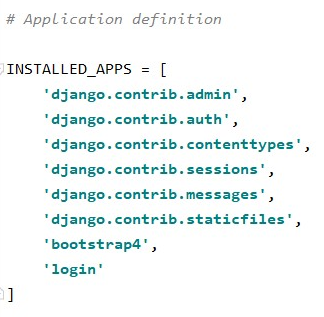 # Application definition
INSTALLED_APPS = [
'django.contrib.admin',
'django.contrib.auth',
'django.contrib.contenttypes',
'django.contrib.sessions',
'django.contrib.messages',
'django.contrib.staticfiles',
'bootstrap4',
'login'
]